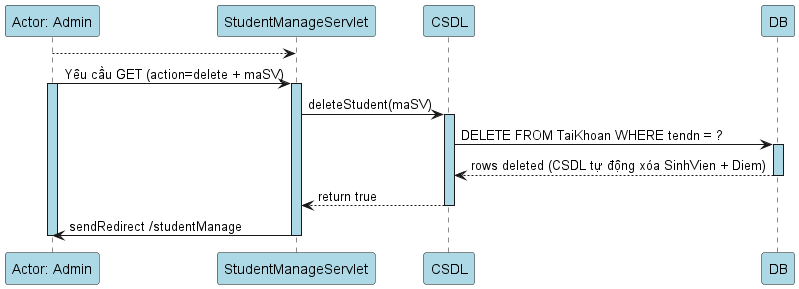 Actor: Admin
StudentManageServlet
CSDL
DB
Yêu cầu GET (action=delete + maSV)
deleteStudent(maSV)
DELETE FROM TaiKhoan WHERE tendn = ?
rows deleted (CSDL tự động xóa SinhVien + Diem)
return true
sendRedirect /studentManage
Actor: Admin
StudentManageServlet
CSDL
DB